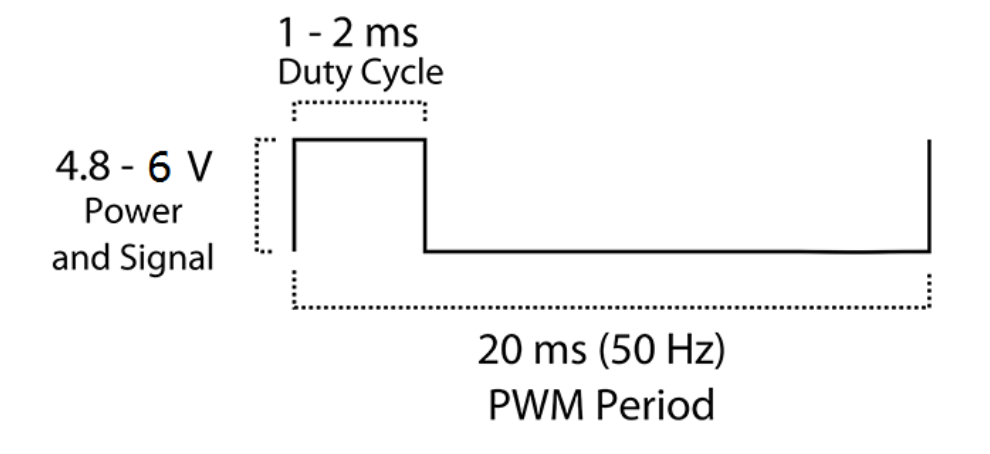 1 - 2 ms
Duty Cycle
4.8 - 6 V
Power
and Signal
20 ms (50 Hz)
PWM Period